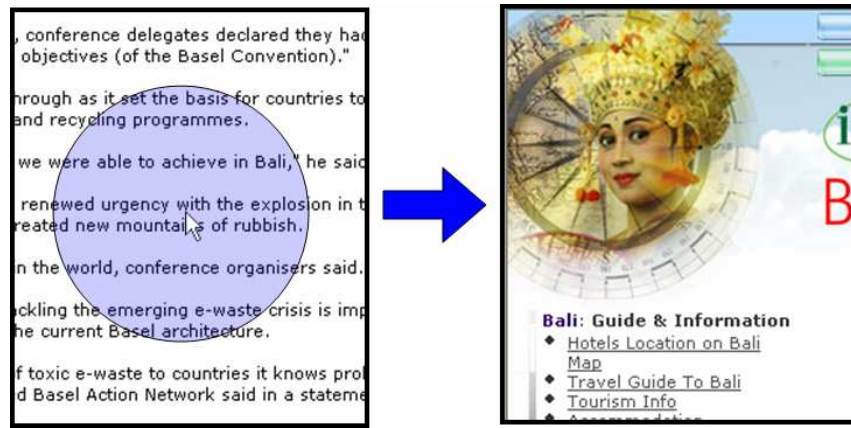 , conference delegates declared they had
objectives (of the Basel Convention)."
hrough as it set the basis for countries to
and recycling programmes.
we were able to achieve in Bali," he said
renewed urgency with the explosion in t
reated new mountains of rubbish.
n the world, conference organisers said.
ackling the emerging e-waste crisis is imp
he current Basel architecture.
f toxic e-waste to countries it knows prol
d Basel Action Network said in a stateme
i
B
Bali: Guide & Information
Hotels Location on Bali
Map
Travel Guide To Bali
Tourism Info
Accommodation